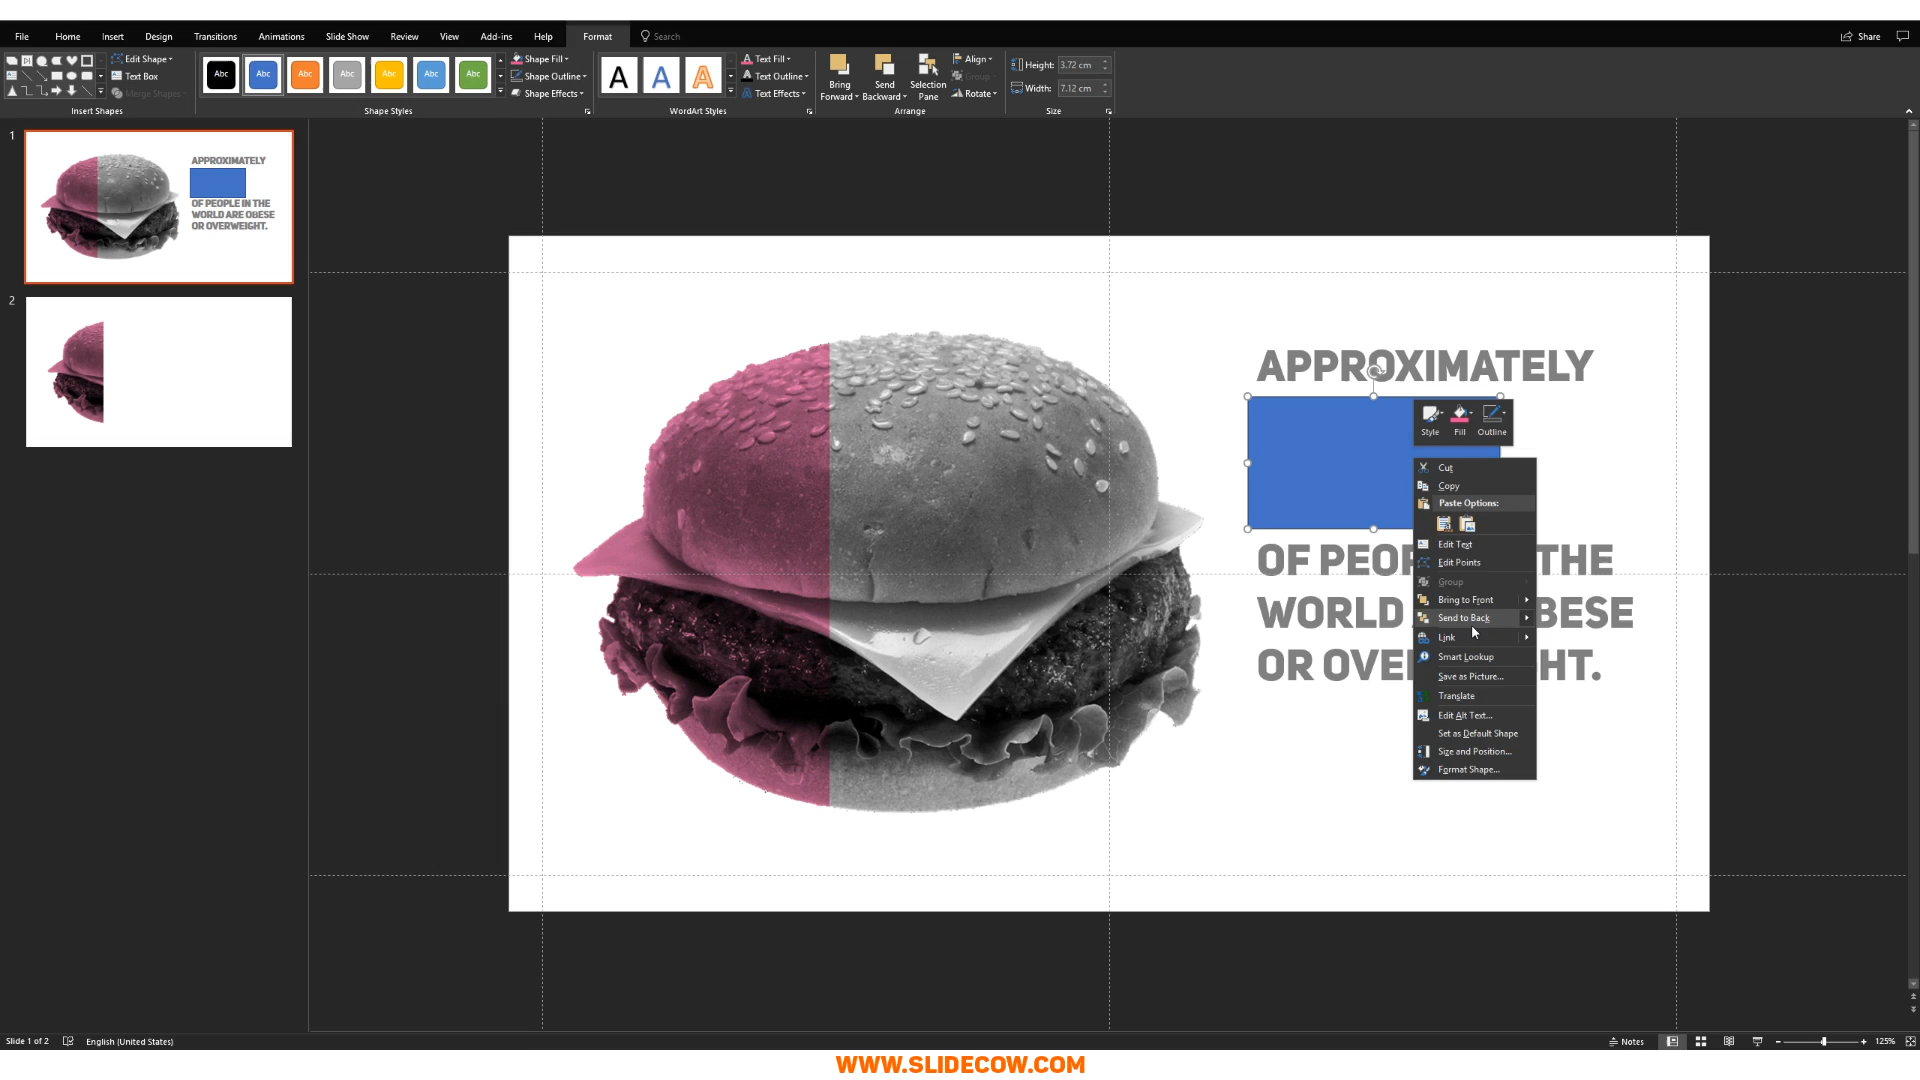 File Home Insert Design Transitions Animations Slide Show Review View Add-ins Help Format Search Share
Edit Shape
Text Box
Merge Shapes
Insert Shapes
Abc Abc Abc Abc Abc Abc Abc
Shape Fill
Shape Outline
Shape Effects
Shape Styles
A A A
Text Fill
Text Outline
Text Effects
WordArt Styles
Bring Forward
Send Backward
Selection Pane
Align
Group
Rotate
Arrange
Height: 3.72 cm
Width: 7.12 cm
Size
1
APPROXIMATELY
OF PEOPLE IN THE
WORLD ARE OBESE
OR OVERWEIGHT.
2
APPROXIMATELY
Style Fill Outline
OF PEOP THE
WORLD BESE
OR OVE HT.
Cut
Copy
Paste Options:
Edit Text
Edit Points
Group
Bring to Front
Send to Back
Link
Smart Lookup
Save as Picture...
Translate
Edit Alt Text...
Set as Default Shape
Size and Position...
Format Shape...
Slide 1 of 2 English (United States) Notes 125%
WWW.SLIDECOW.COM